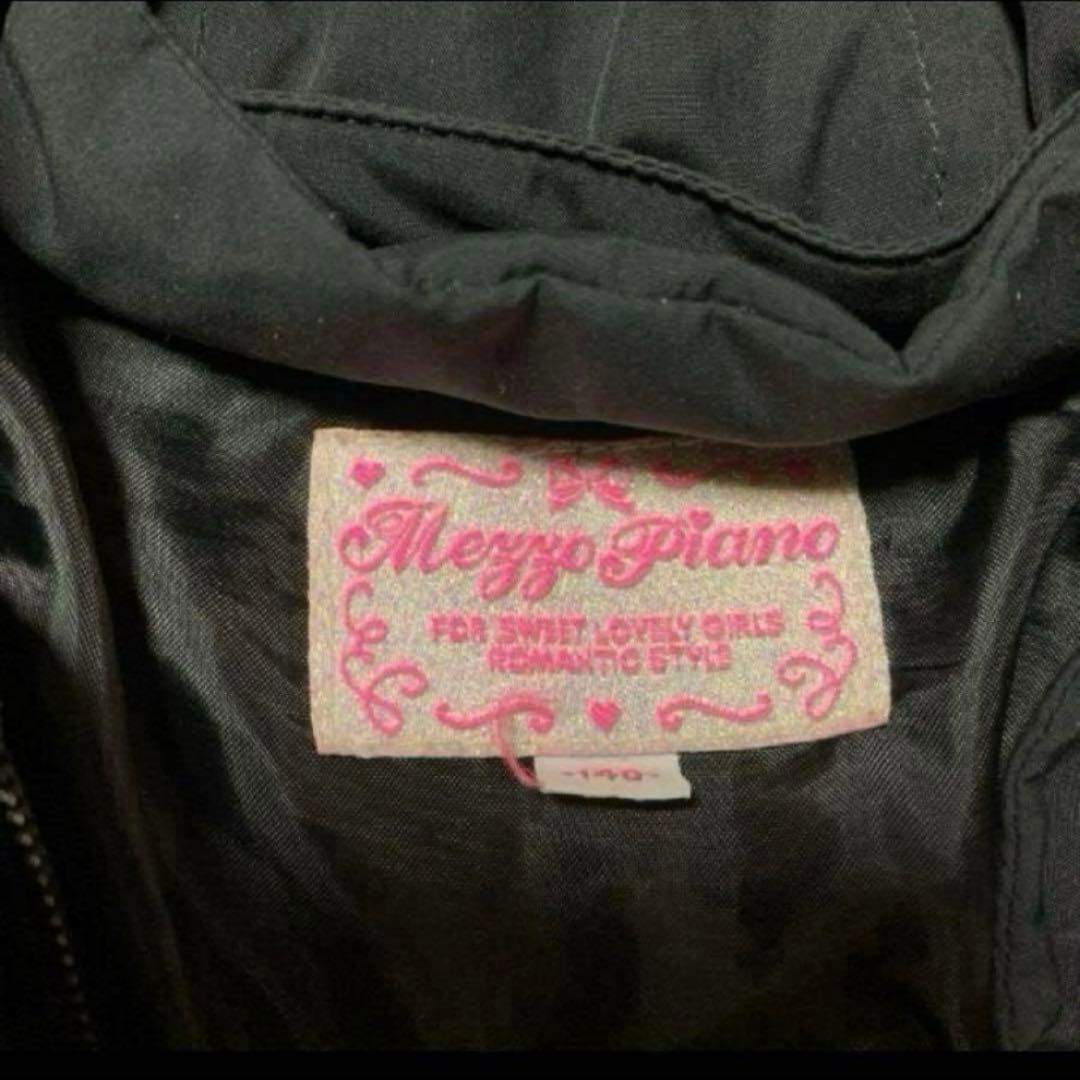 Mezzo Piano
FOR SWEET LOVELY GIRLS
ROMANTIC STYLE
-140-